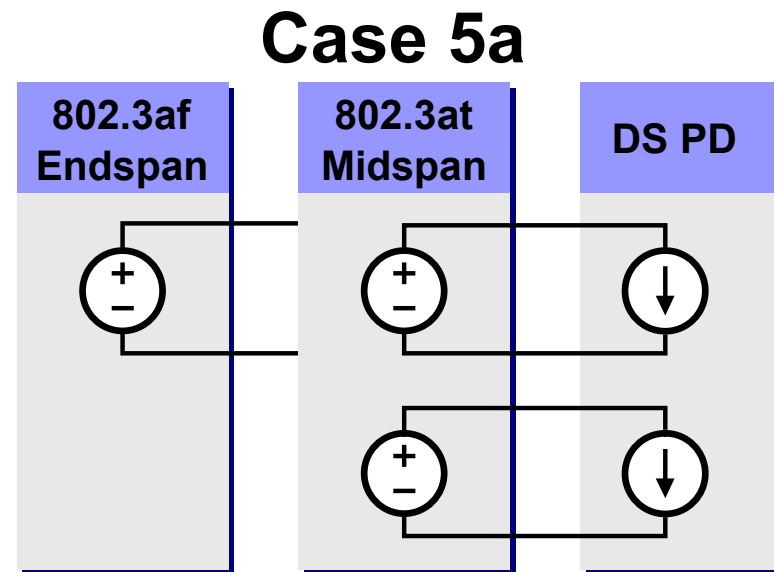 Case 5a
802.3af
Endspan
802.3at
Midspan
DS PD
+
–
+
–
+
–